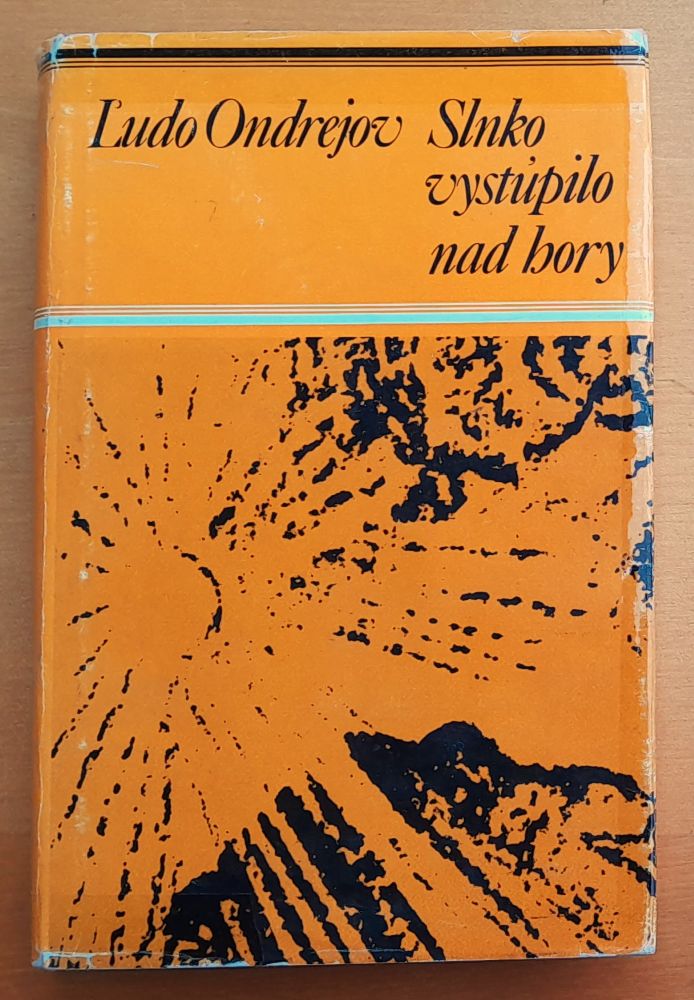 Ľudo Ondrejov
Slnko
vystúpilo
nad hory